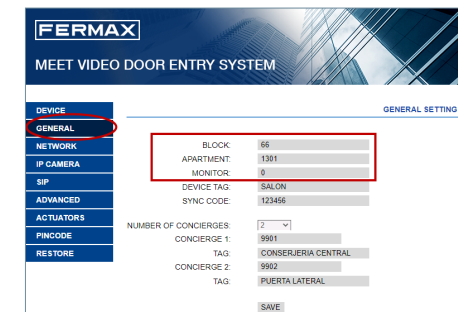 FERMAX
MEET VIDEO DOOR ENTRY SYSTEM
DEVICE
GENERAL
NETWORK
IP CAMERA
SIP
ADVANCED
ACTUATORS
PINCODE
RESTORE
GENERAL SETTING
BLOCK: 66
APARTMENT: 1301
MONITOR: 0
DEVICE TAG: SALON
SYNC CODE: 123456
NUMBER OF CONCIERGES: 2
CONCIERGE 1: 9901
TAG: CONSERJERIA CENTRAL
CONCIERGE 2: 9902
TAG: PUERTA LATERAL
SAVE